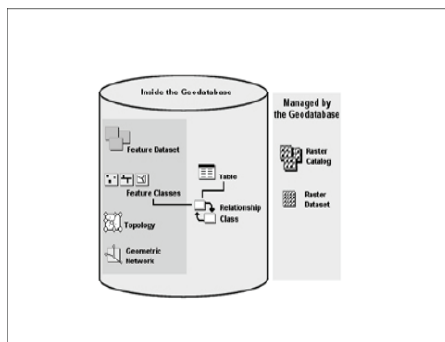 Inside the Geodatabase
Feature Dataset
Feature Classes
Topology
Geometric
Network
Table
Relationship
Class
Managed by
the Geodatabase
Raster
Catalog
Raster
Dataset